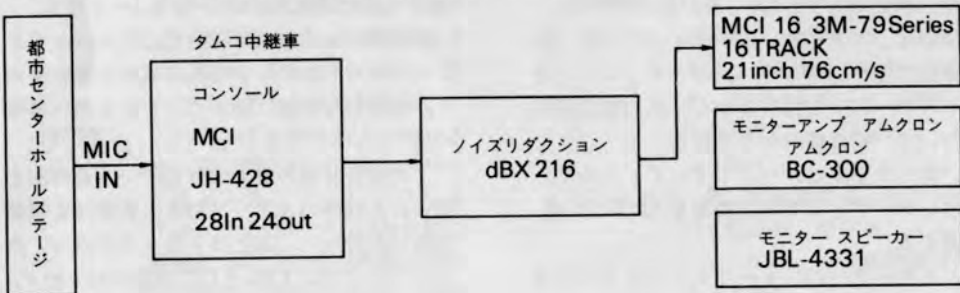 都市センターホールステージ
MIC
IN
タムコ中継車
コンソール
MCI
JH-428
28In 24out
ノイズリダクション
dBX 216
MCI 16 3M-79Series
16TRACK
21inch 76cm/s
モニターアンプ アムクロン
アムクロン
BC-300
モニター スピーカー
JBL-4331